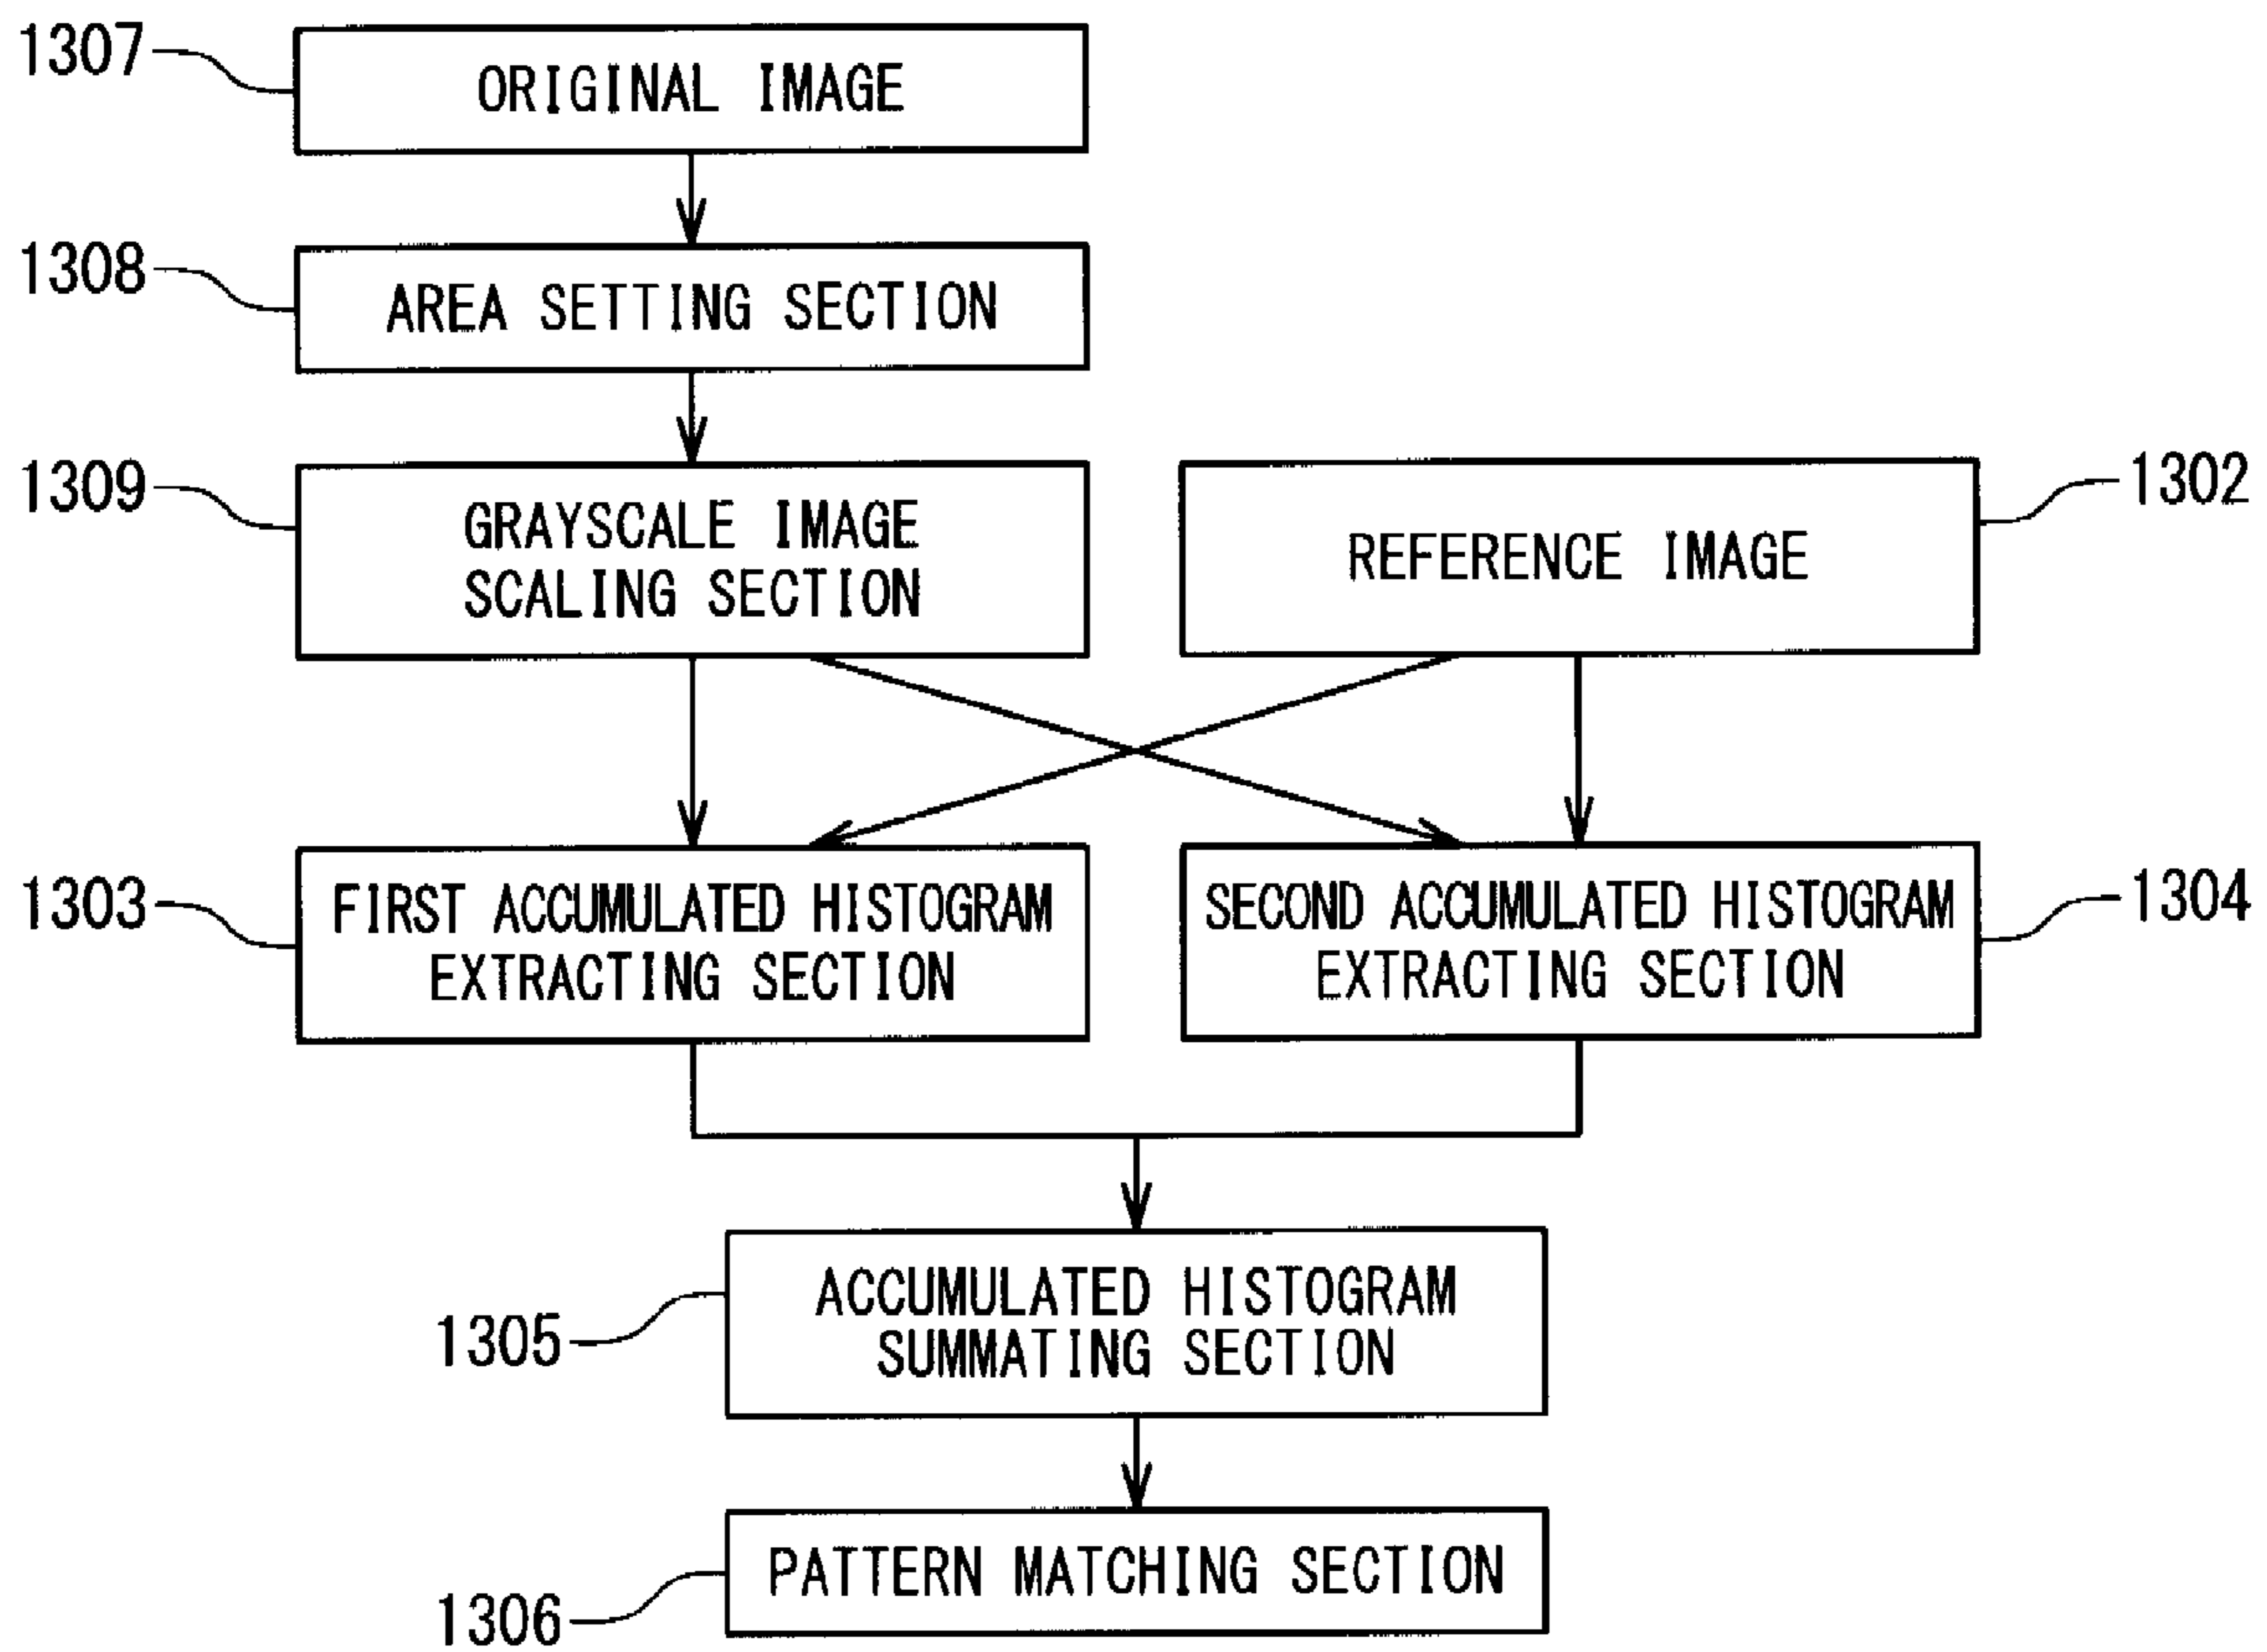 1307
ORIGINAL IMAGE
1308
AREA SETTING SECTION
1309
GRAYSCALE IMAGE
SCALING SECTION
REFERENCE IMAGE
1302
1303
FIRST ACCUMULATED HISTOGRAM
EXTRACTING SECTION
SECOND ACCUMULATED HISTOGRAM
EXTRACTING SECTION
1304
ACCUMULATED HISTOGRAM
SUMMATING SECTION
1305
PATTERN MATCHING SECTION
1306